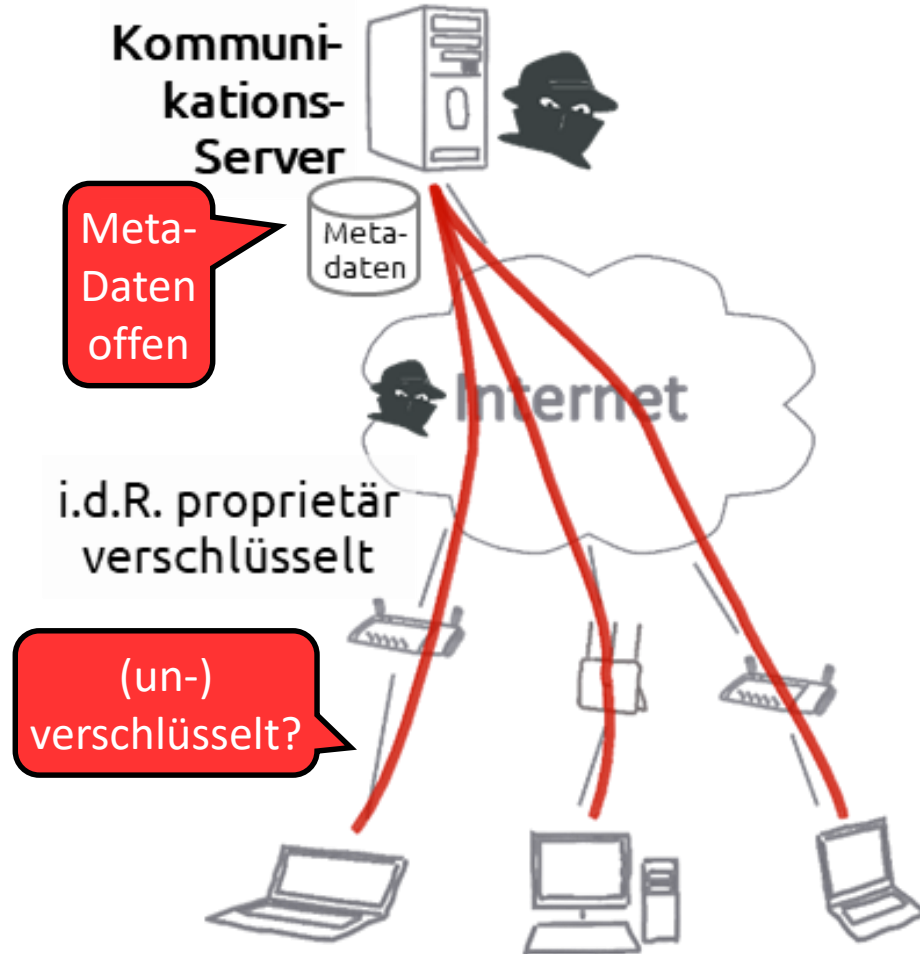 Kommuni-
kations-
Server
Meta-
Daten
offen
Meta-
daten
Internet
i.d.R. proprietär
verschlüsselt
(un-)
verschlüsselt?